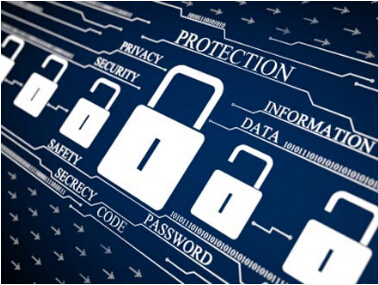 PROTECTION
PRIVACY
SECURITY
INFORMATION
DATA
SAFETY
SECRECY
CODE
PASSWORD